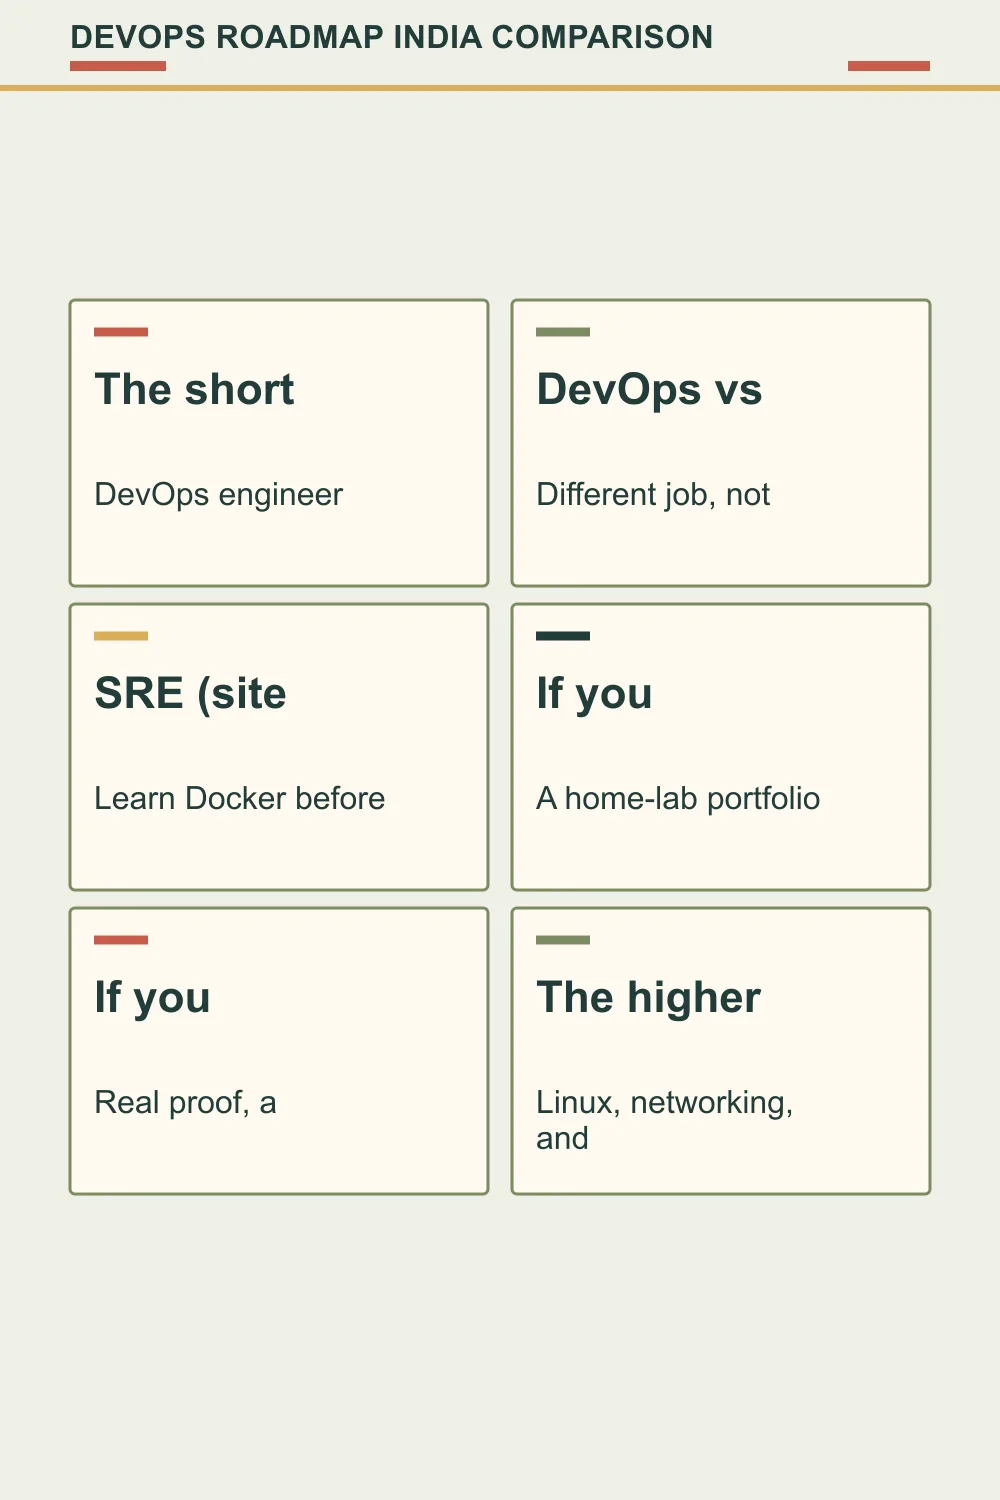 DEVOPS ROADMAP INDIA COMPARISON
The short
DevOps engineer
DevOps vs
Different job, not
SRE (site
Learn Docker before
If you
A home-lab portfolio
If you
Real proof, a
The higher
Linux, networking,
and